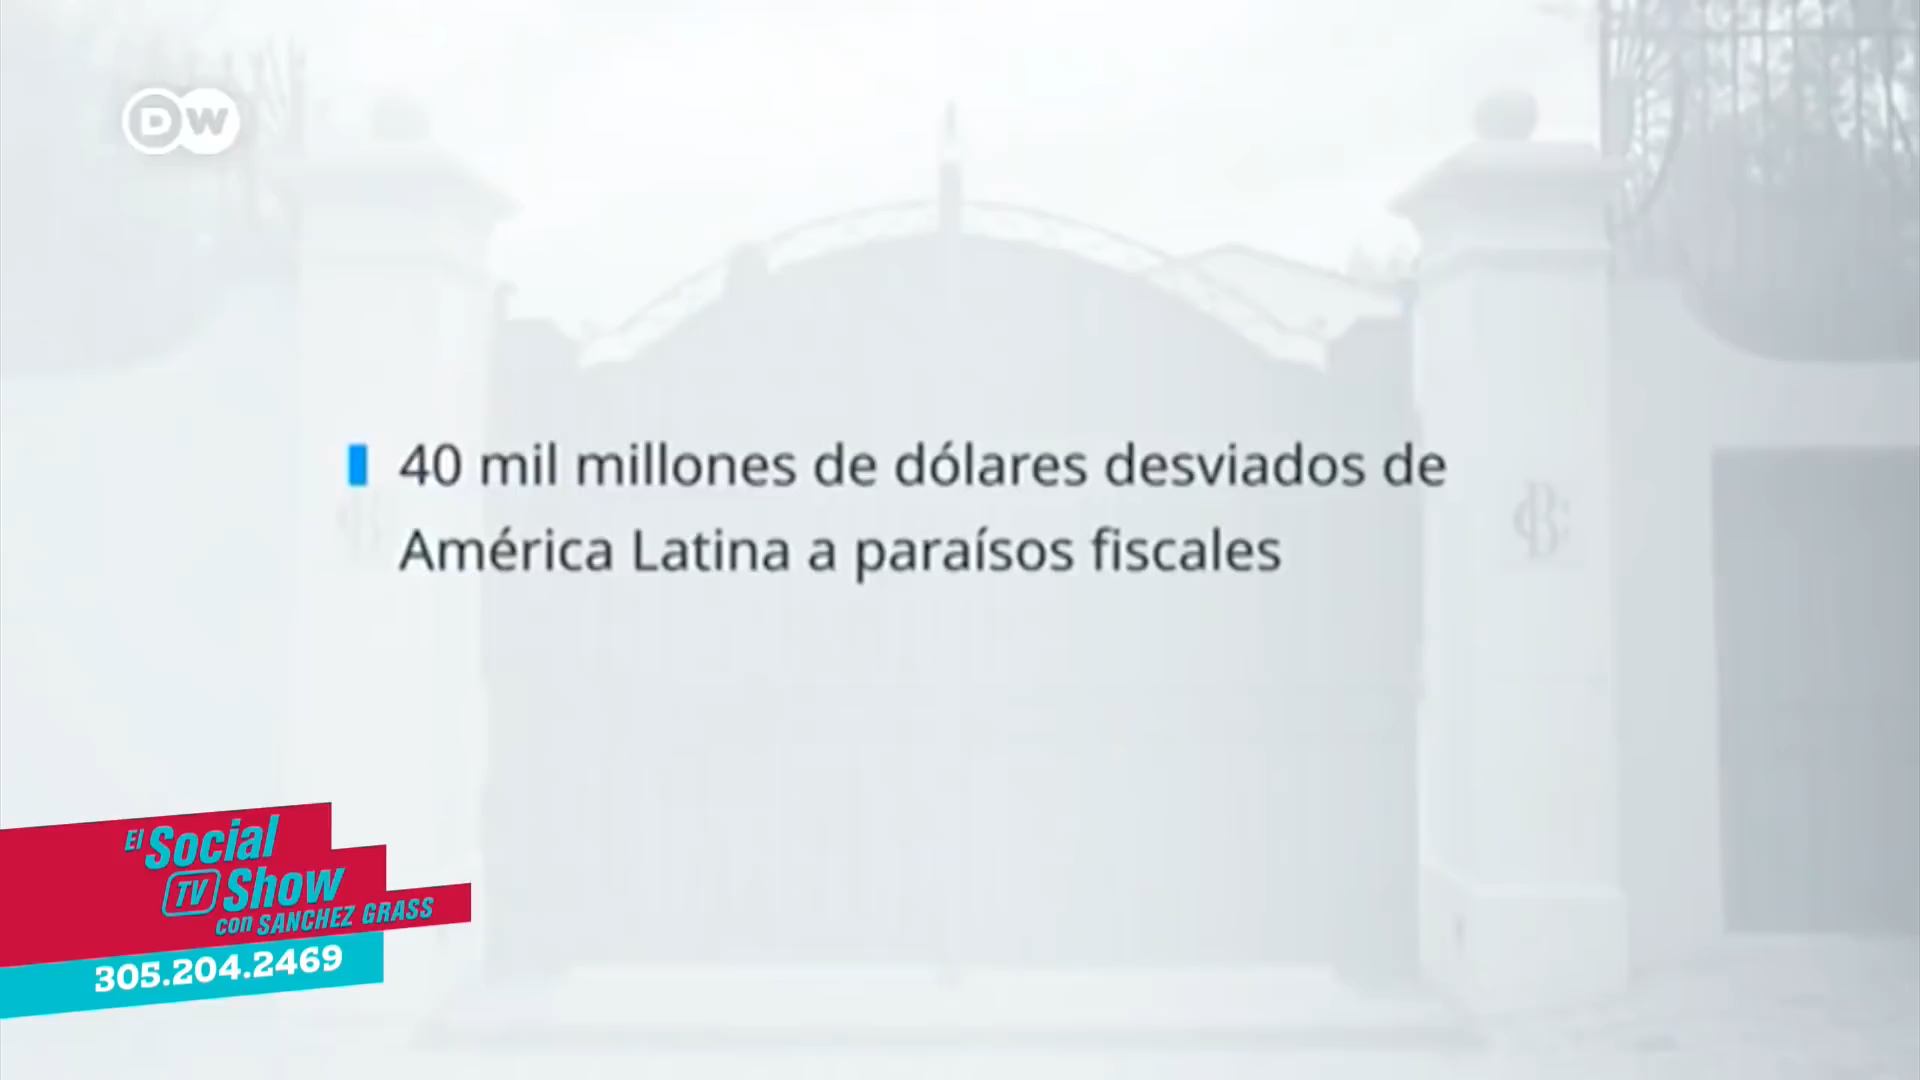 DW
40 mil millones de dólares desviados de
América Latina a paraísos fiscales
El Social
TV Show
con SANCHEZ GRASS
305.204.2469